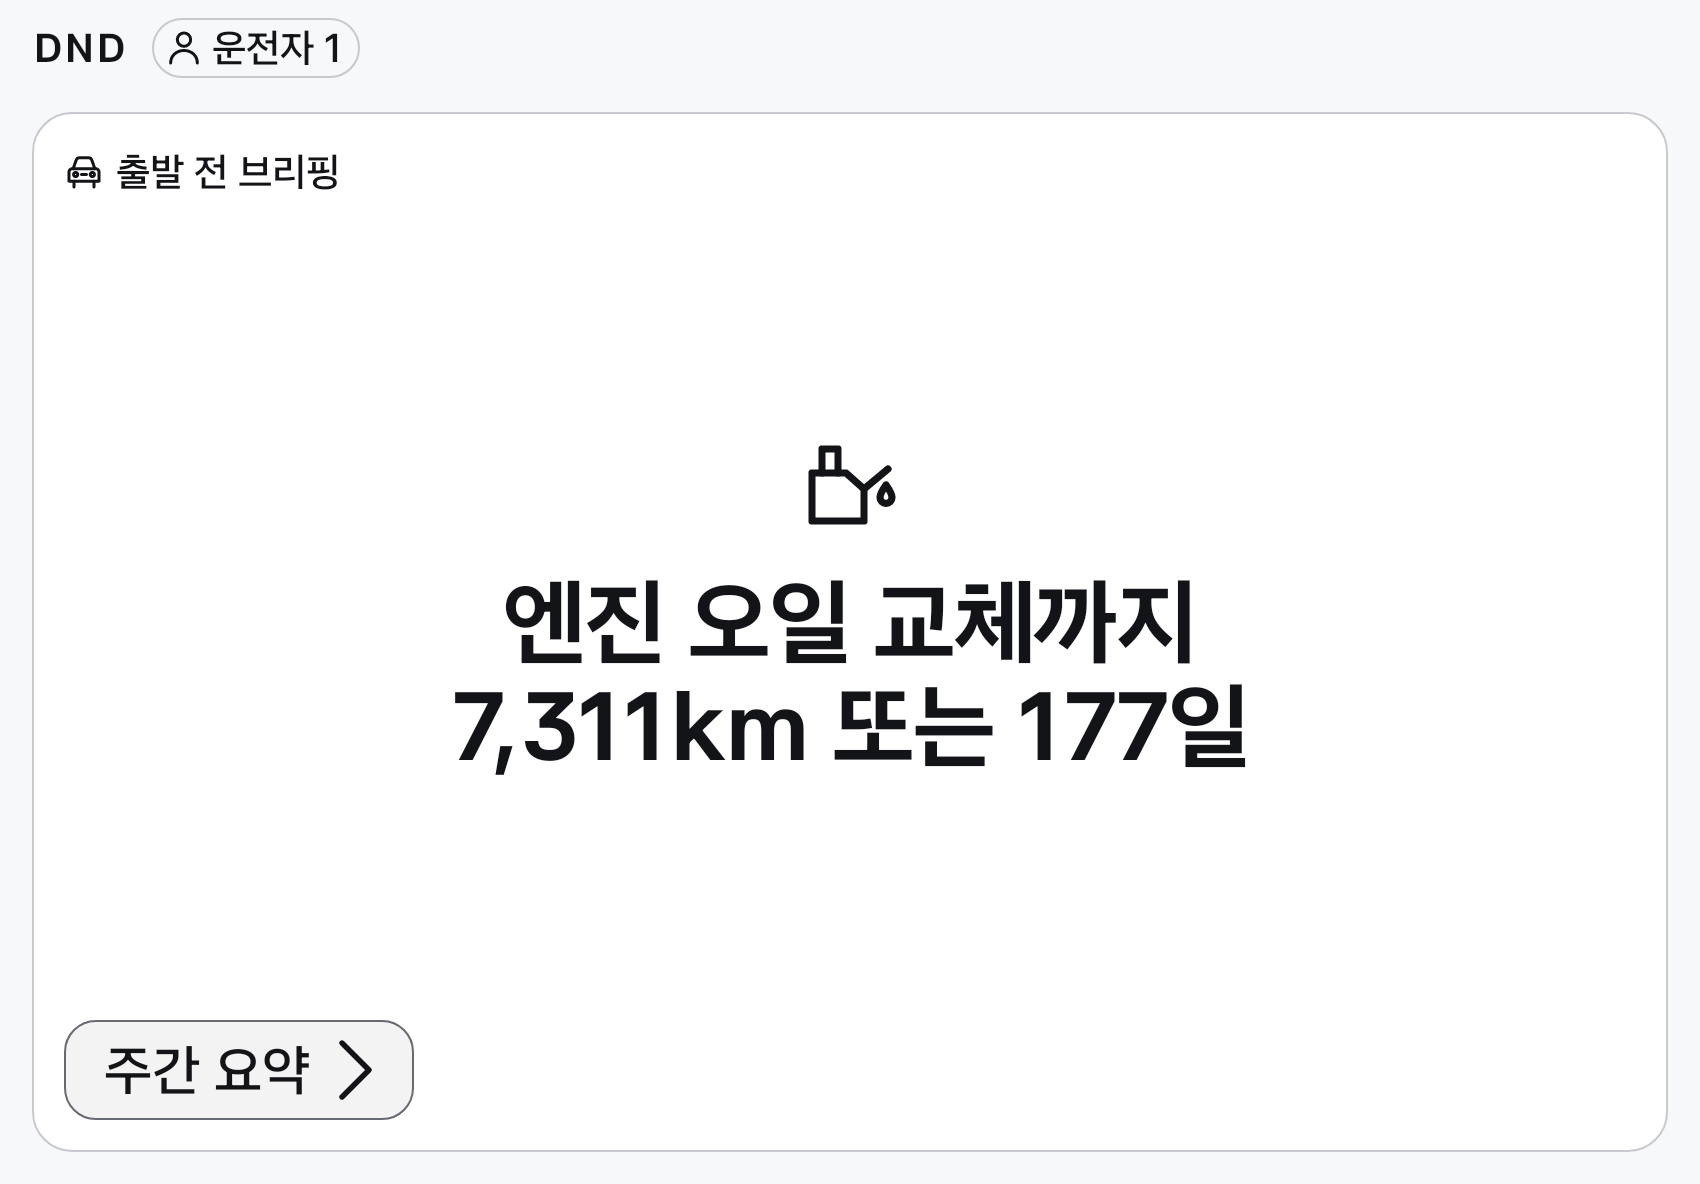 DND
운전자 1
출발 전 브리핑
엔진 오일 교체까지
7,311km 또는 177일
주간 요약